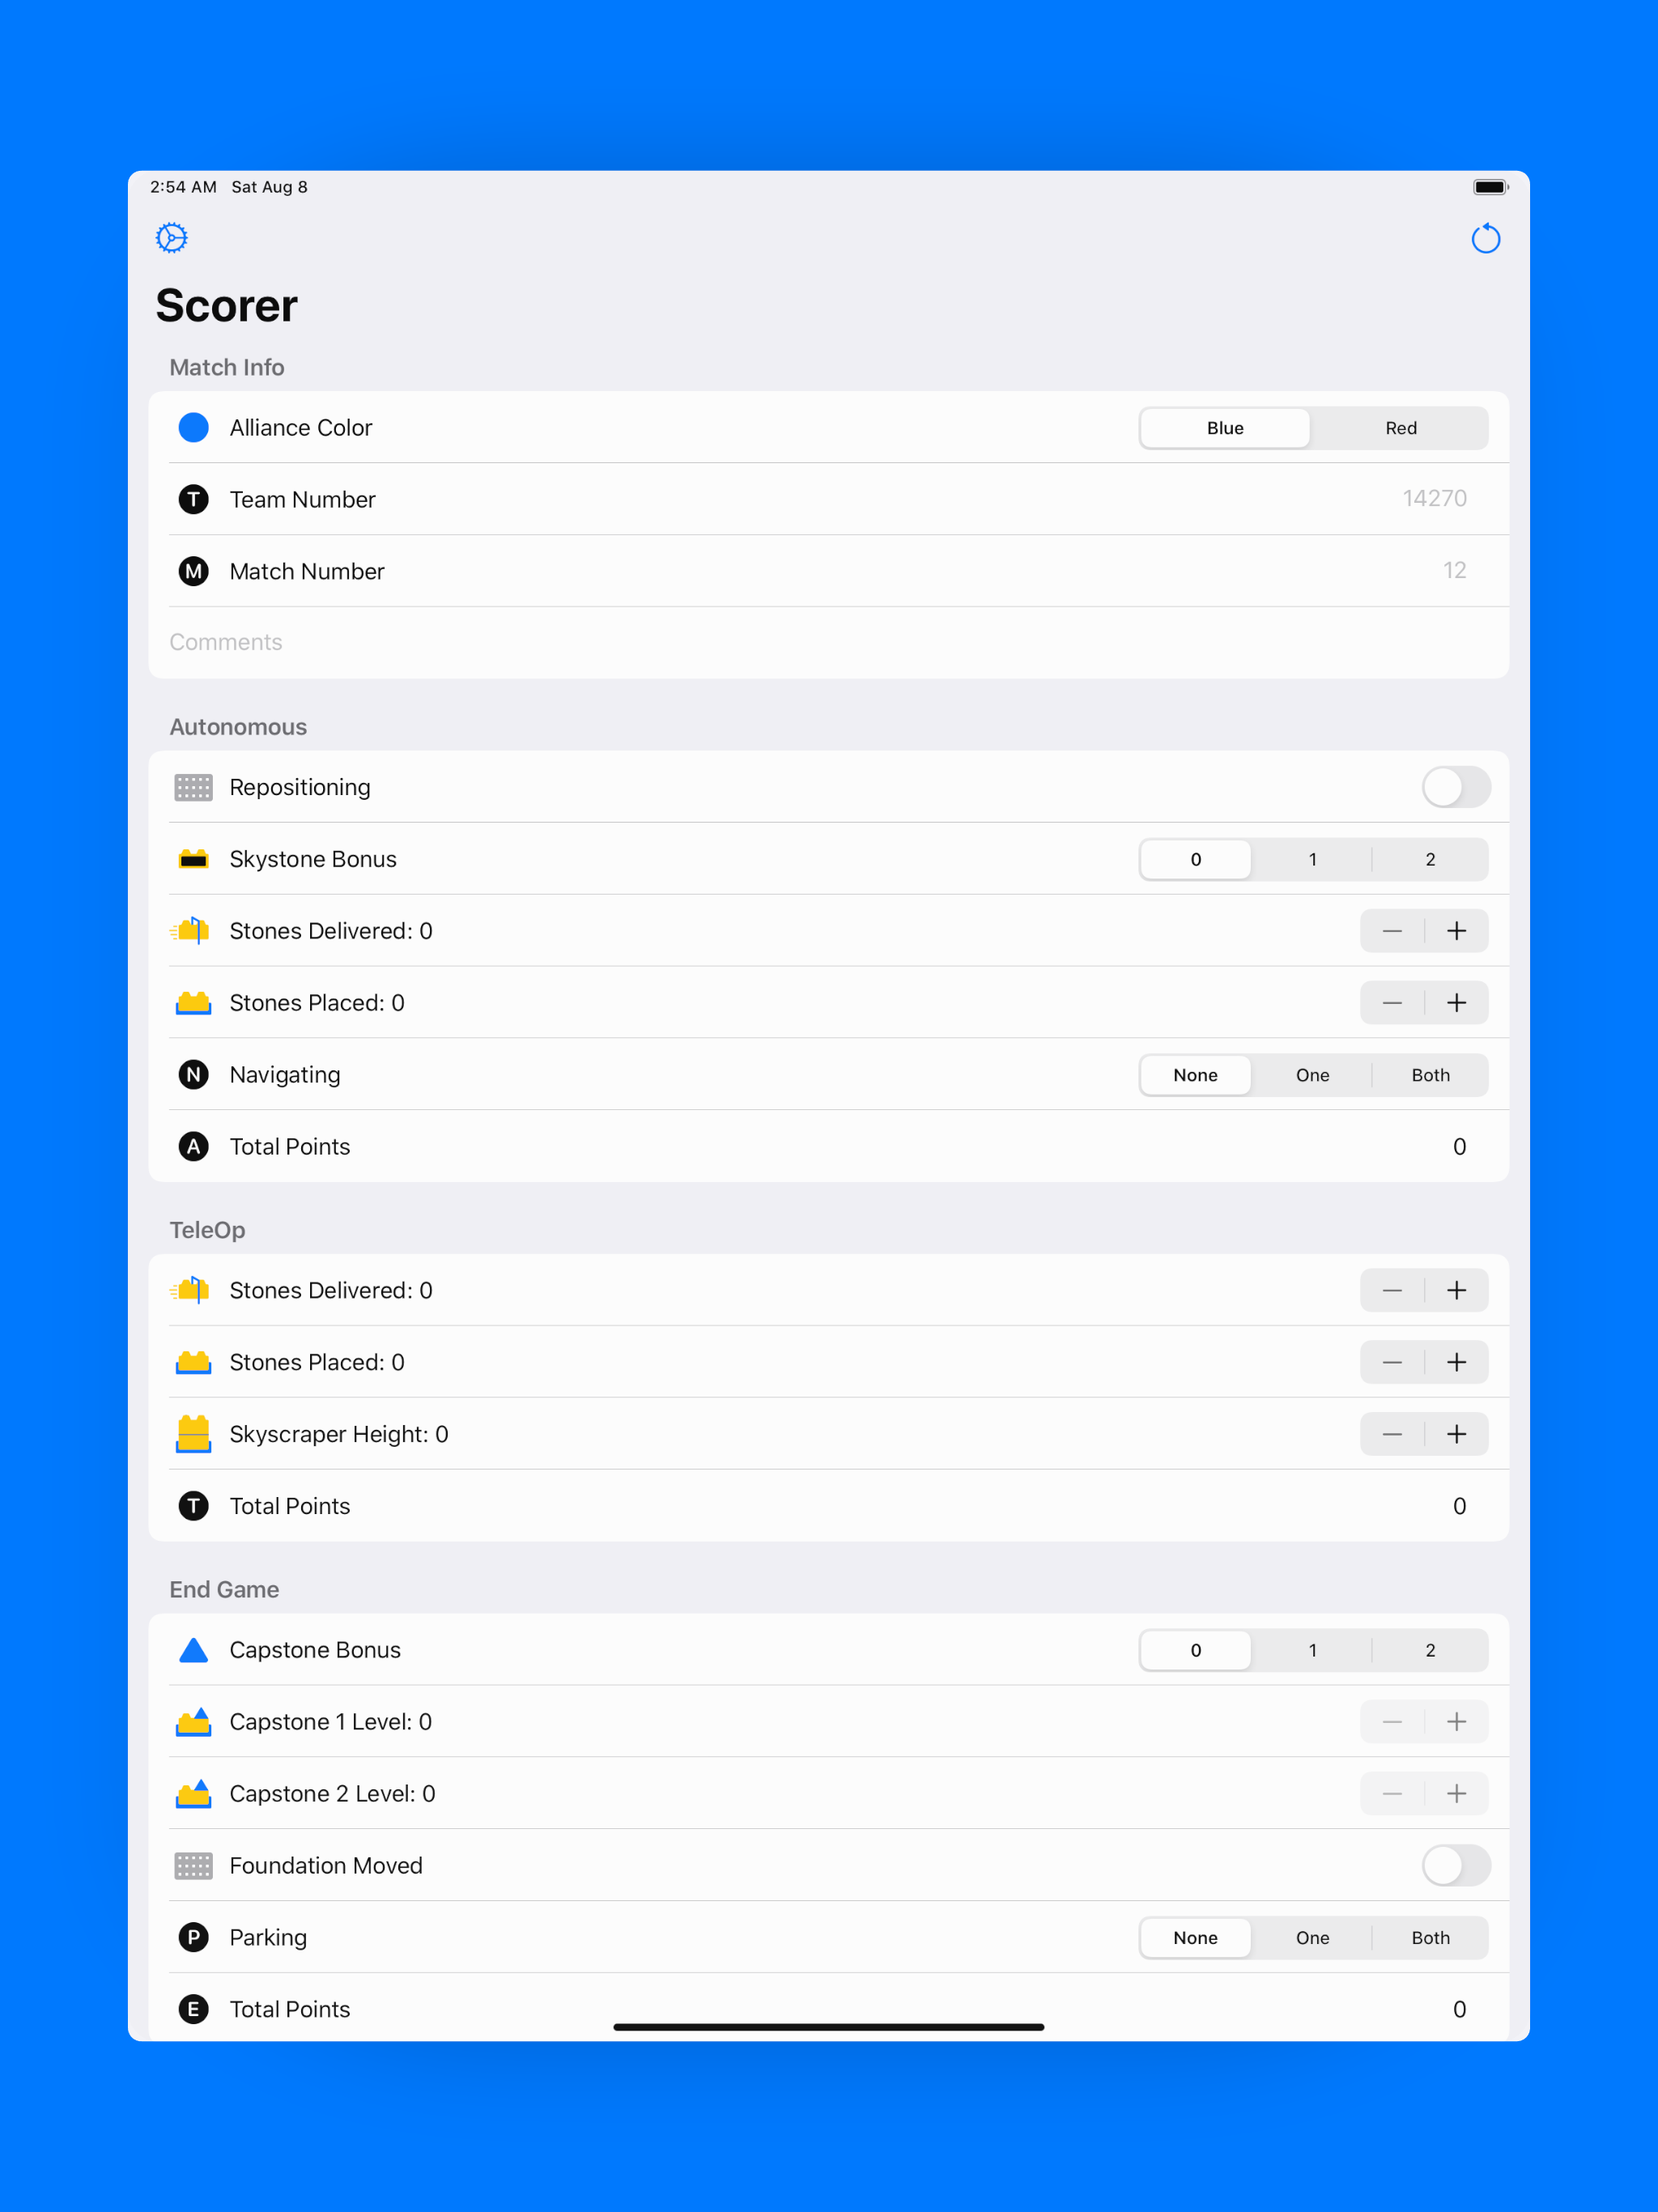 2:54 AM Sat Aug 8
Scorer
Match Info
Alliance Color Blue Red
T Team Number 14270
M Match Number 12
Comments
Autonomous
Repositioning
Skystone Bonus 0 1 2
Stones Delivered: 0 — +
Stones Placed: 0 — +
N Navigating None One Both
A Total Points 0
TeleOp
Stones Delivered: 0 — +
Stones Placed: 0 — +
Skyscraper Height: 0 — +
T Total Points 0
End Game
Capstone Bonus 0 1 2
Capstone 1 Level: 0 — +
Capstone 2 Level: 0 — +
Foundation Moved
P Parking None One Both
E Total Points 0